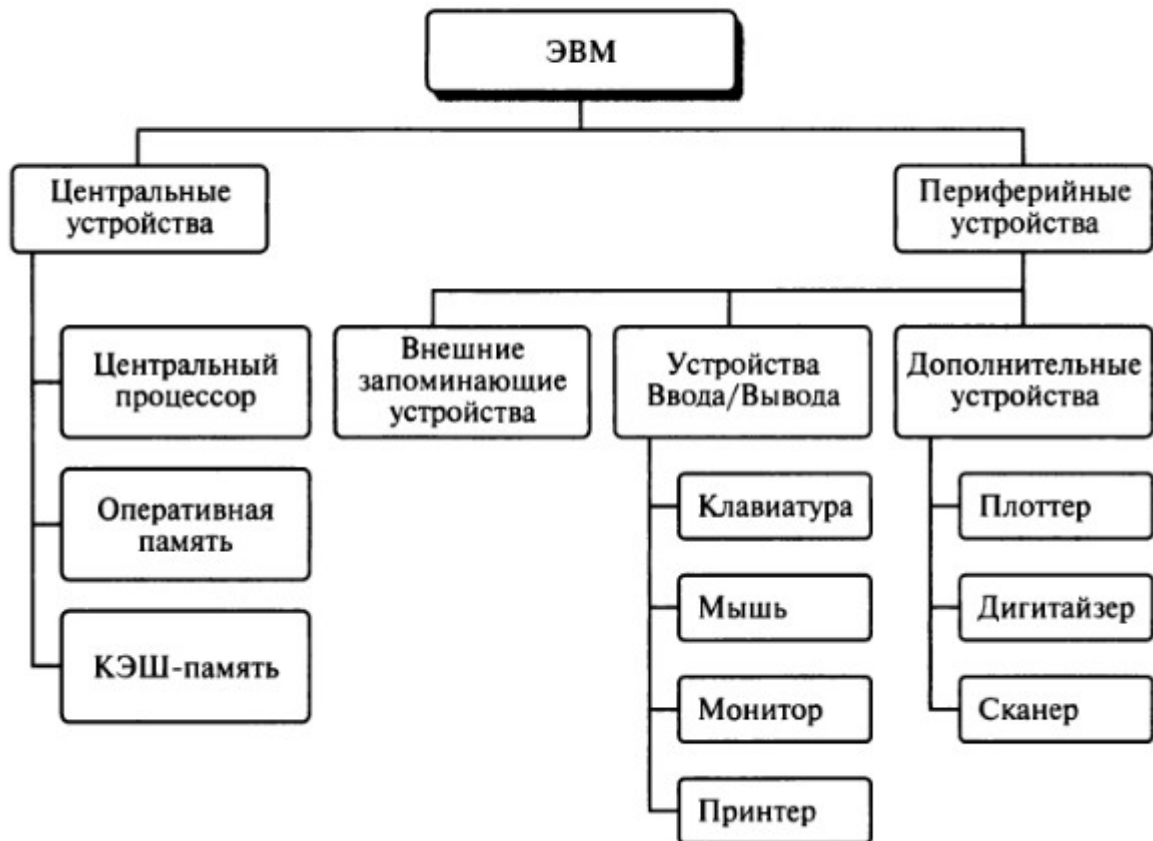 ЭВМ
Центральные
устройства
Периферийные
устройства
Центральный
процессор
Внешние
запоминающие
устройства
Устройства
Ввода/Вывода
Дополнительные
устройства
Оперативная
память
КЭШ-память
Клавиатура
Мышь
Монитор
Принтер
Плоттер
Дигитайзер
Сканер